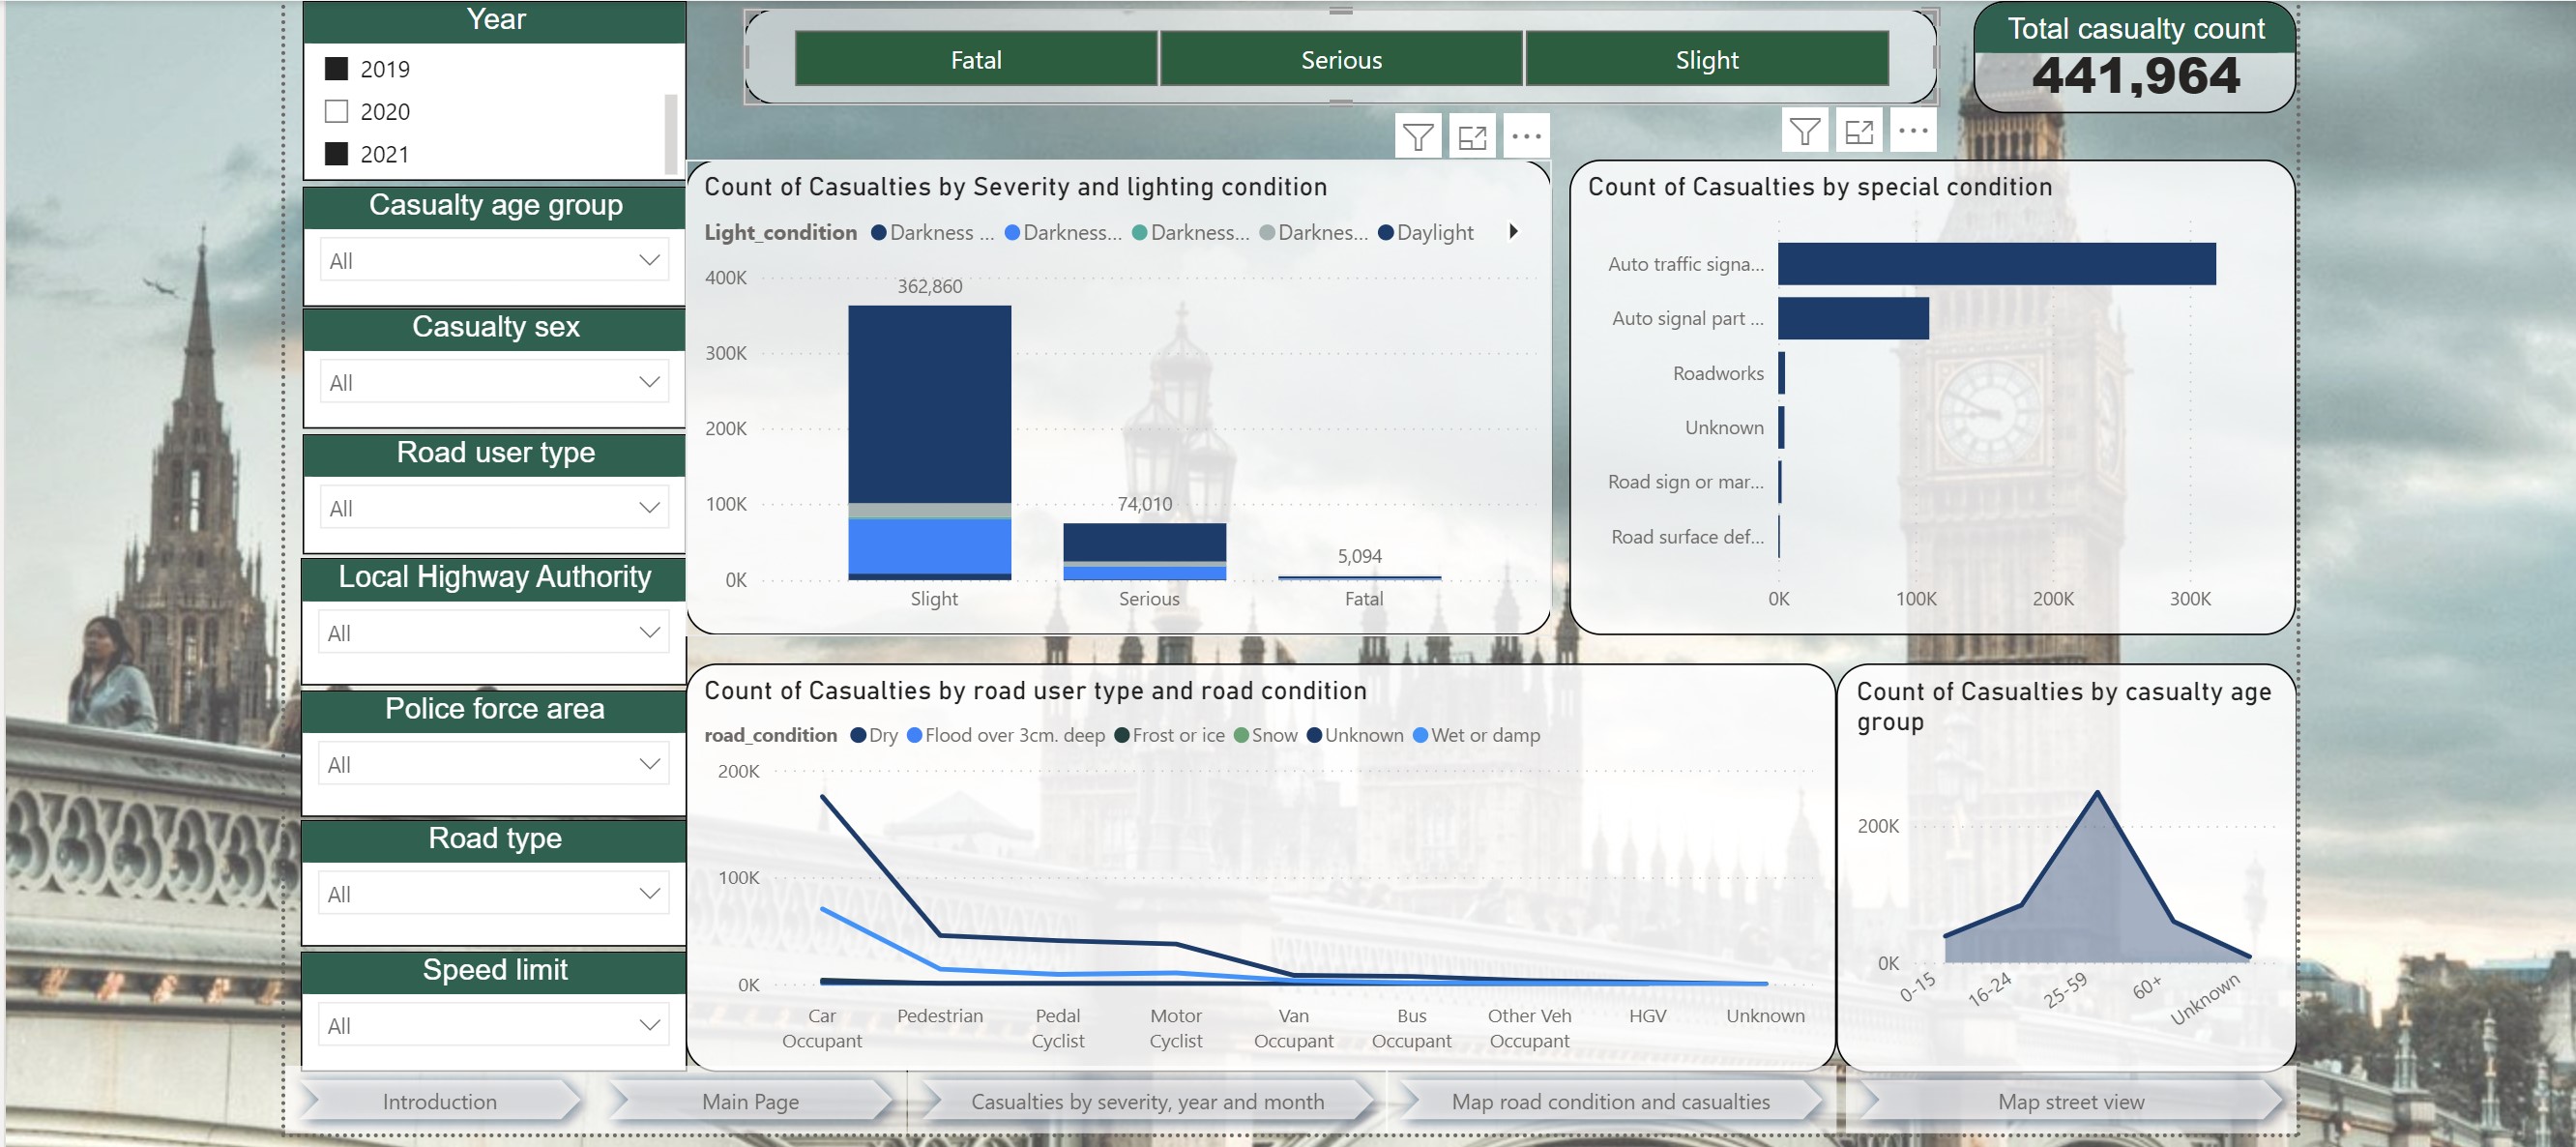 Year
2019
2020
2021
Casualty age group
All
Casualty sex
All
Road user type
All
Local Highway Authority
All
Police force area
All
Road type
All
Speed limit
All
Fatal
Serious
Slight
Total casualty count
441,964
Count of Casualties by Severity and lighting condition
Light_condition Darkness ... Darkness... Darkness... Darknes... Daylight
400K
300K
200K
100K
0K
362,860
74,010
5,094
Slight
Serious
Fatal
Count of Casualties by special condition
Auto traffic signa...
Auto signal part ...
Roadworks
Unknown
Road sign or mar...
Road surface def...
0K 100K 200K 300K
Count of Casualties by road user type and road condition
road_condition Dry Flood over 3cm. deep Frost or ice Snow Unknown Wet or damp
200K
100K
0K
Car
Occupant
Pedestrian
Pedal
Cyclist
Motor
Cyclist
Van
Occupant
Bus
Occupant
Other Veh
Occupant
HGV
Unknown
Count of Casualties by casualty age
group
200K
0K
0-15
16-24
25-59
60+
Unknown
Introduction
Main Page
Casualties by severity, year and month
Map road condition and casualties
Map street view